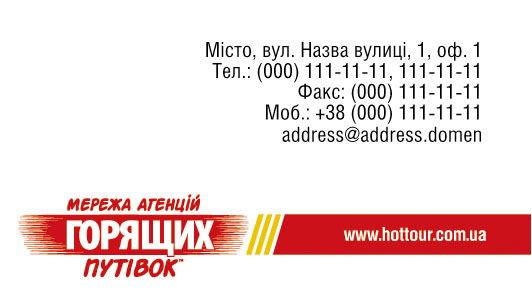 Місто, вул. Назва вулиці, 1, оф. 1
Тел.: (000) 111-11-11, 111-11-11
Факс: (000) 111-11-11
Моб.: +38 (000) 111-11-11
address@address.domen
МЕРЕЖА АГЕНЦІЙ
ГОРЯЩИХ
ПУТІВОК™
www.hottour.com.ua